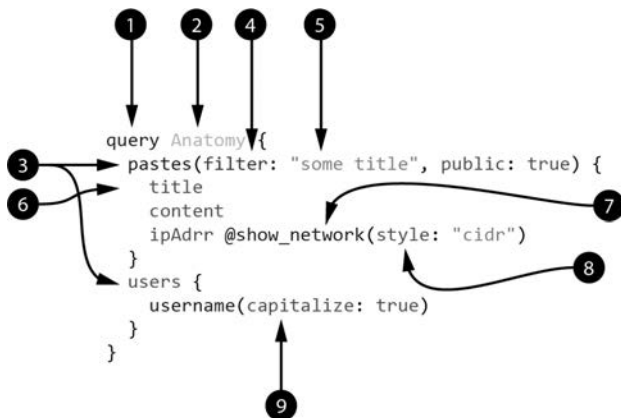 1 2 4 5
query Anatomy {
3 pastes(filter: "some title", public: true) {
6 title
7
content
ipAdrr @show_network(style: "cidr")
}
8
users {
username(capitalize: true)
}
}
9